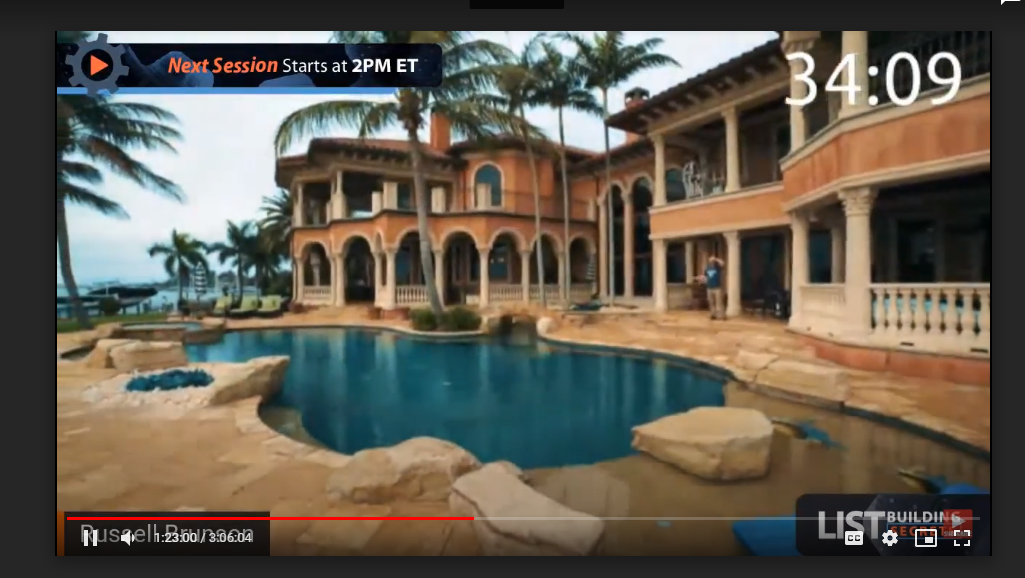 Next Session Starts at 2PM ET
34:09
Russell Brunson
LIST BUILDING
SECRETS
1:23:00 / 3:06:04
CC